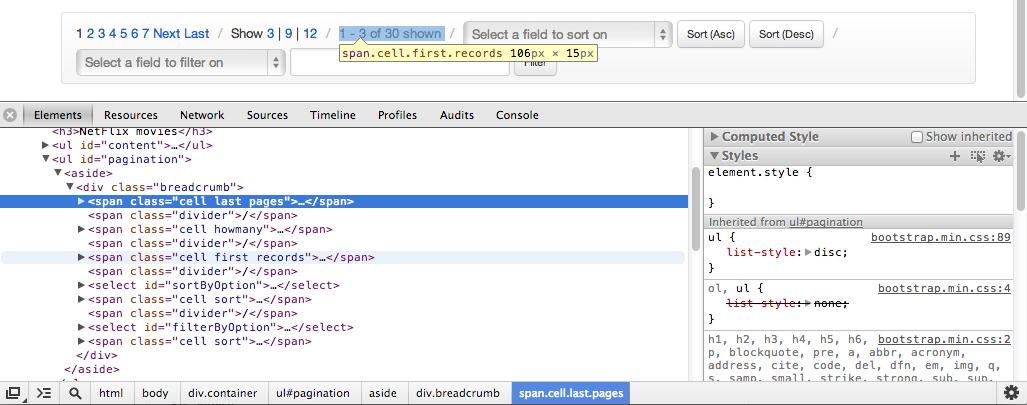 1 2 3 4 5 6 7 Next Last / Show 3 | 9 | 12 / 1 - 3 of 30 shown / Select a field to sort on Sort (Asc) Sort (Desc) /
span.cell.first.records 106px × 15px
Select a field to filter on Filter
Elements Resources Network Sources Timeline Profiles Audits Console
<h3>NetFlix movies</h3>
▶<ul id="content">…</ul>
▼<ul id="pagination">
▼<aside>
▼<div class="breadcrumb">
▶<span class="cell last pages">…</span>
<span class="divider">/</span>
▶<span class="cell howmany">…</span>
<span class="divider">/</span>
▶<span class="cell first records">…</span>
<span class="divider">/</span>
▶<select id="sortByOption">…</select>
▶<span class="cell sort">…</span>
<span class="divider">/</span>
▶<select id="filterByOption">…</select>
▶<span class="cell sort">…</span>
</div>
</aside>
▶ Computed Style Show inherited
▼ Styles
element.style {
}
Inherited from ul#pagination
ul { bootstrap.min.css:89
list-style:▶disc;
}
ol, ul { bootstrap.min.css:4
list-style:▶none;
}
h1, h2, h3, h4, h5, h6, bootstrap.min.css:2
p, blockquote, pre, a, abbr, acronym,
address, cite, code, del, dfn, em, img, q,
s, samp, small, strike, strong, sub, sup,
html body div.container ul#pagination aside div.breadcrumb span.cell.last.pages